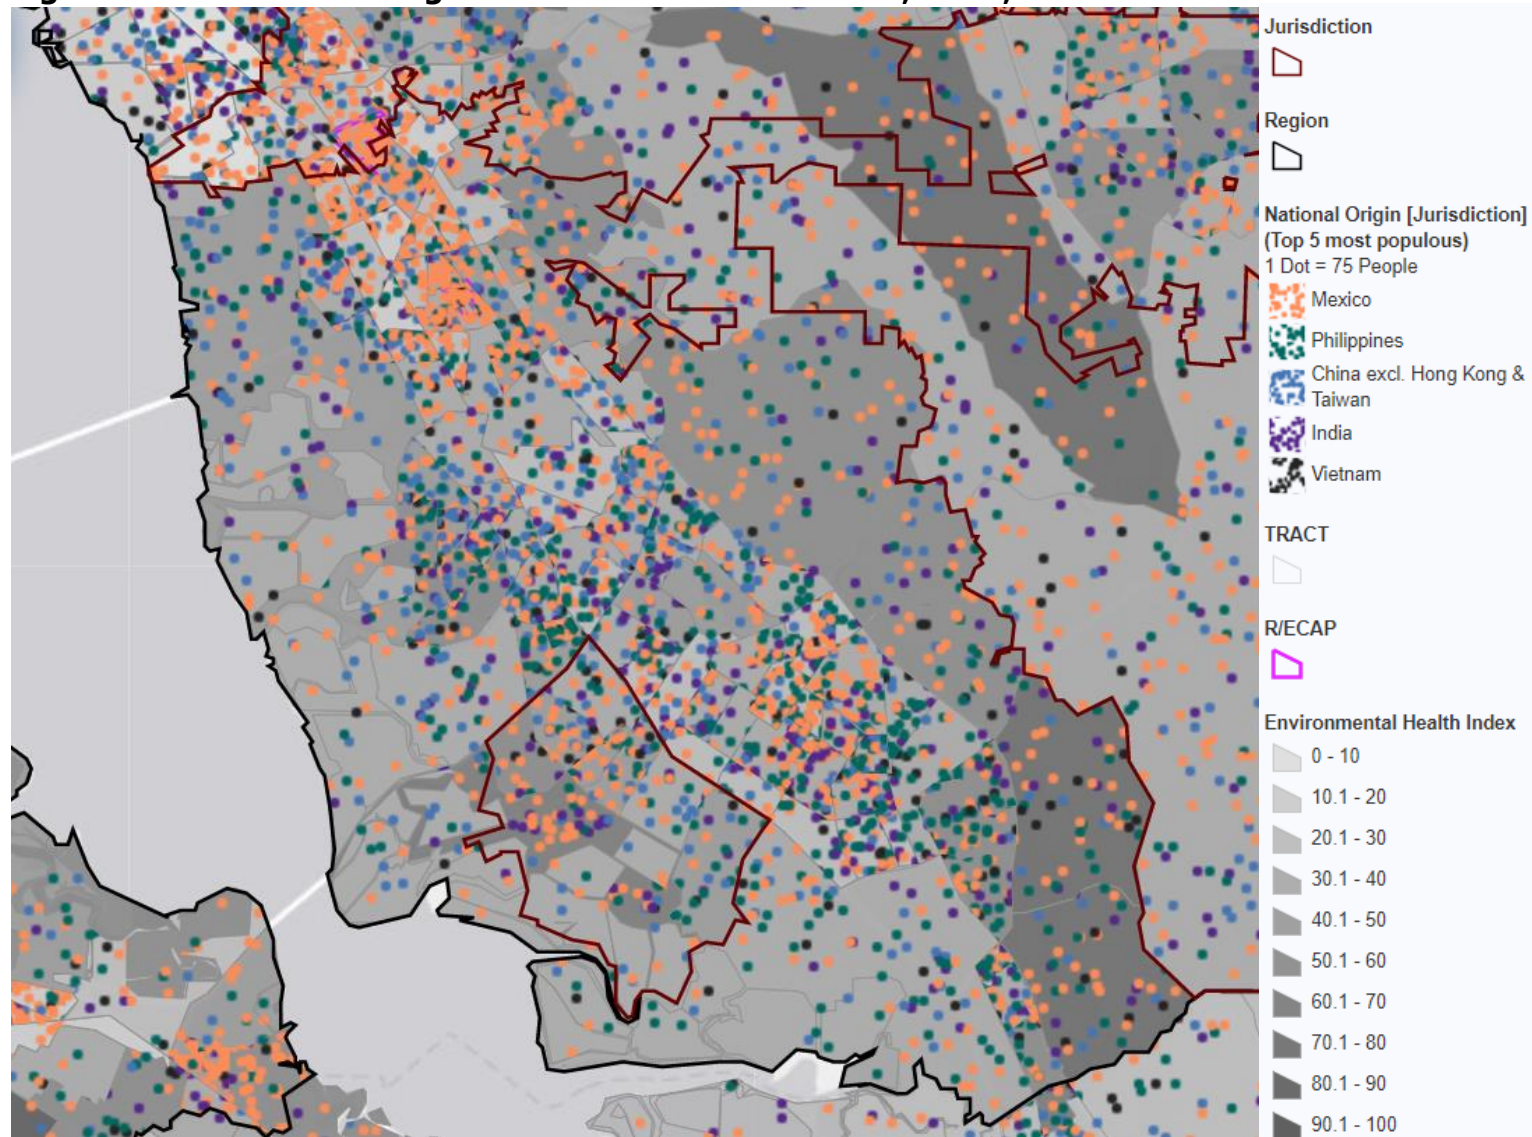 Jurisdiction
Region
National Origin [Jurisdiction]
(Top 5 most populous)
1 Dot = 75 People
Mexico
Philippines
China excl. Hong Kong &
Taiwan
India
Vietnam
TRACT
R/ECAP
Environmental Health Index
0 - 10
10.1 - 20
20.1 - 30
30.1 - 40
40.1 - 50
50.1 - 60
60.1 - 70
70.1 - 80
80.1 - 90
90.1 - 100